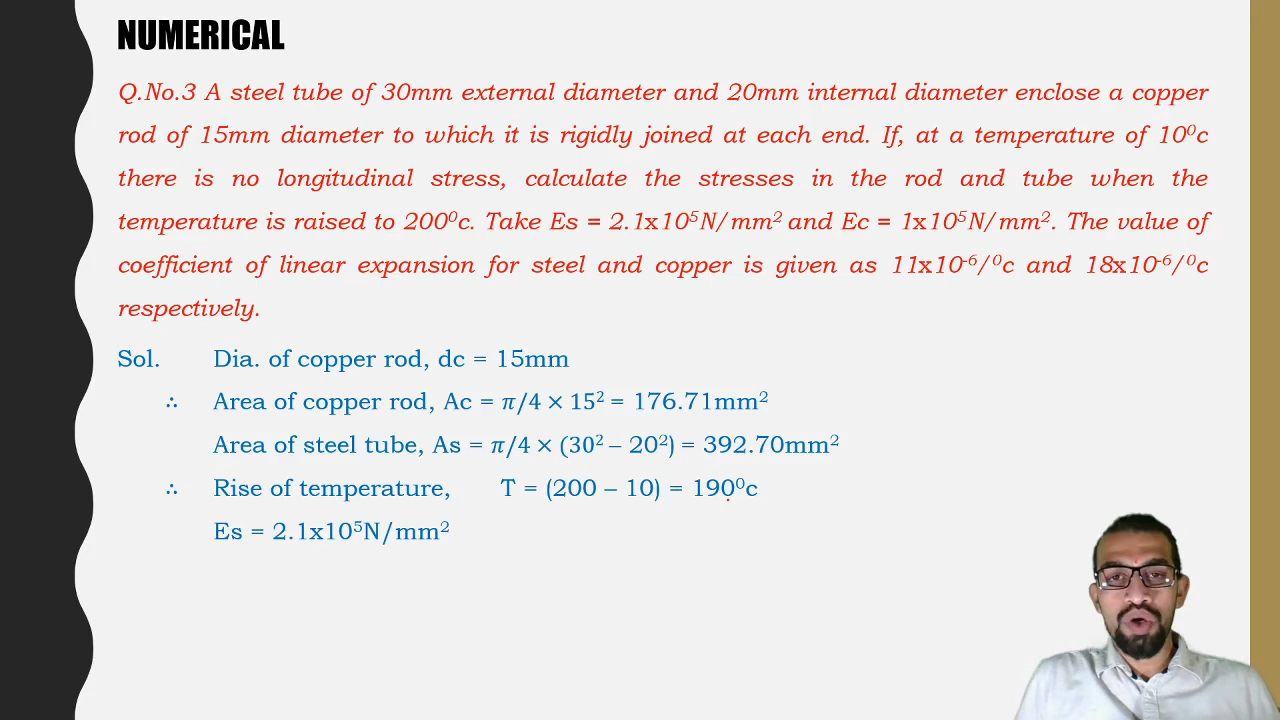 NUMERICAL
Q.No.3 A steel tube of 30mm external diameter and 20mm internal diameter enclose a copper
rod of 15mm diameter to which it is rigidly joined at each end. If, at a temperature of 10⁰c
there is no longitudinal stress, calculate the stresses in the rod and tube when the
temperature is raised to 200⁰c. Take Es = 2.1x10⁵N/mm² and Ec = 1x10⁵N/mm². The value of
coefficient of linear expansion for steel and copper is given as 11x10⁻⁶/⁰c and 18x10⁻⁶/⁰c
respectively.
Sol. Dia. of copper rod, dc = 15mm
∴ Area of copper rod, Ac = 𝜋/4 × 15² = 176.71mm²
Area of steel tube, As = 𝜋/4 × (30² – 20²) = 392.70mm²
∴ Rise of temperature, T = (200 – 10) = 190⁰c
Es = 2.1x10⁵N/mm²